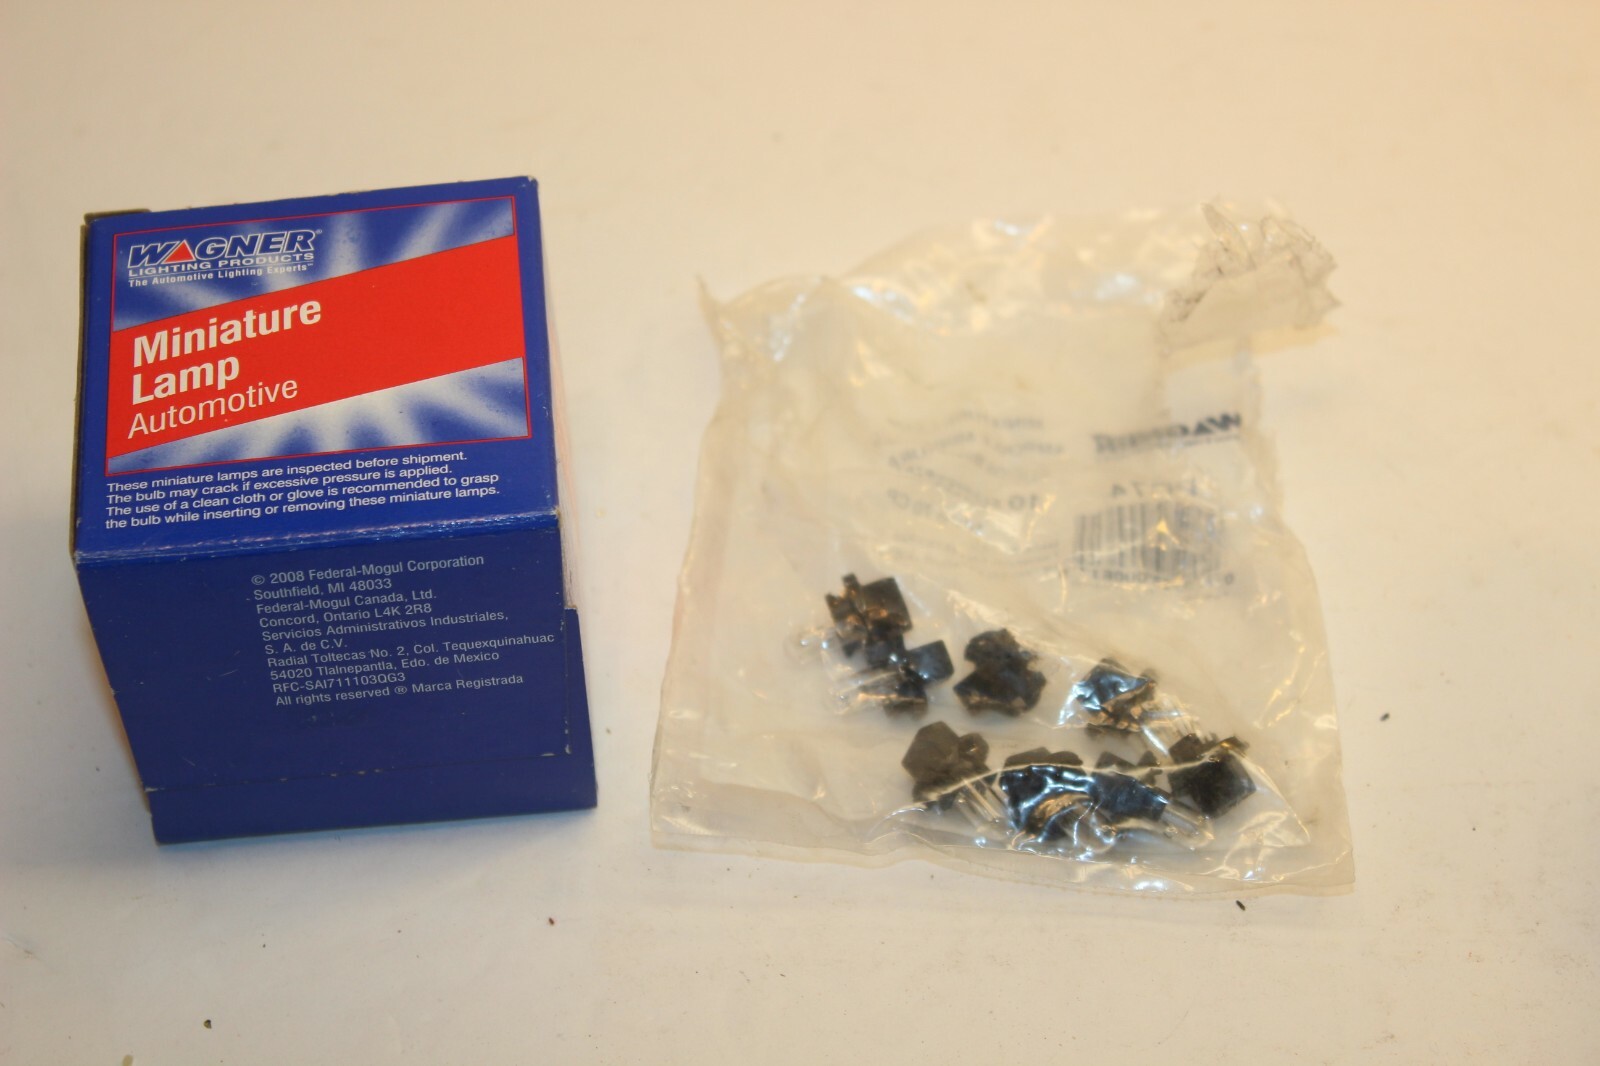 WAGNER®
LIGHTING PRODUCTS
The Automotive Lighting Experts™
Miniature
Lamp
Automotive
These miniature lamps are inspected before shipment.
The bulb may crack if excessive pressure is applied.
The use of a clean cloth or glove is recommended to grasp
the bulb while inserting or removing these miniature lamps.
© 2008 Federal-Mogul Corporation
Southfield, MI 48033
Federal-Mogul Canada, Ltd.
Concord, Ontario L4K 2R8
Servicios Administrativos Industriales,
S. A. de C.V.
Radial Toltecas No. 2, Col. Tequexquinahuac
54020 Tlalnepantla, Edo. de Mexico
RFC-SAI711103QG3
All rights reserved ® Marca Registrada
WAGNER